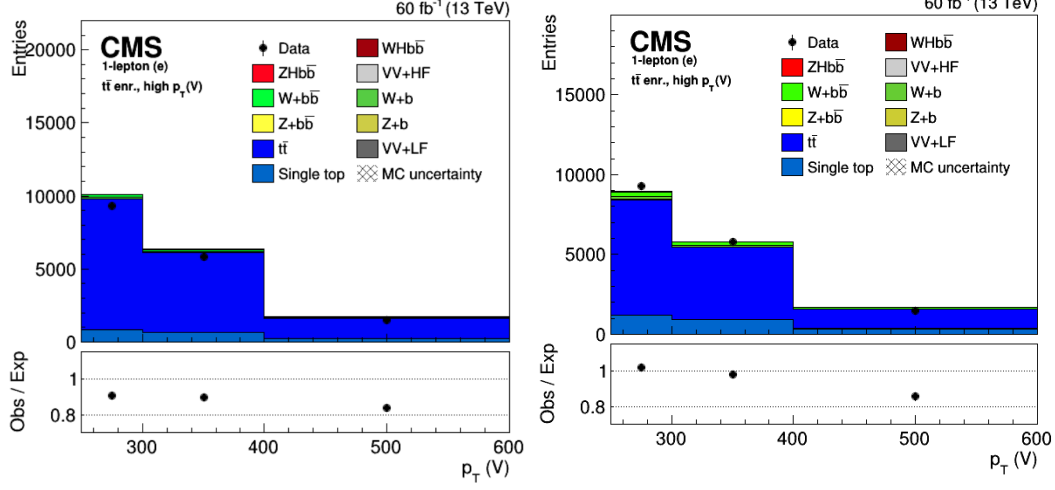 60 fb⁻¹ (13 TeV)
Entries
CMS
1-lepton (e)
tt̅ enr., high p_T(V)
Data
ZHbb̅
W+bb̅
Z+bb̅
tt̅
Single top
WHbb̅
VV+HF
W+b
Z+b
VV+LF
MC uncertainty
20000
15000
10000
5000
0
Obs / Exp
1
0.8
300
400
500
600
p_T (V)
60 fb⁻¹ (13 TeV)
Entries
CMS
1-lepton (e)
tt̅ enr., high p_T(V)
Data
ZHbb̅
W+bb̅
Z+bb̅
tt̅
Single top
WHbb̅
VV+HF
W+b
Z+b
VV+LF
MC uncertainty
15000
10000
5000
0
Obs / Exp
1
0.8
300
400
500
600
p_T (V)